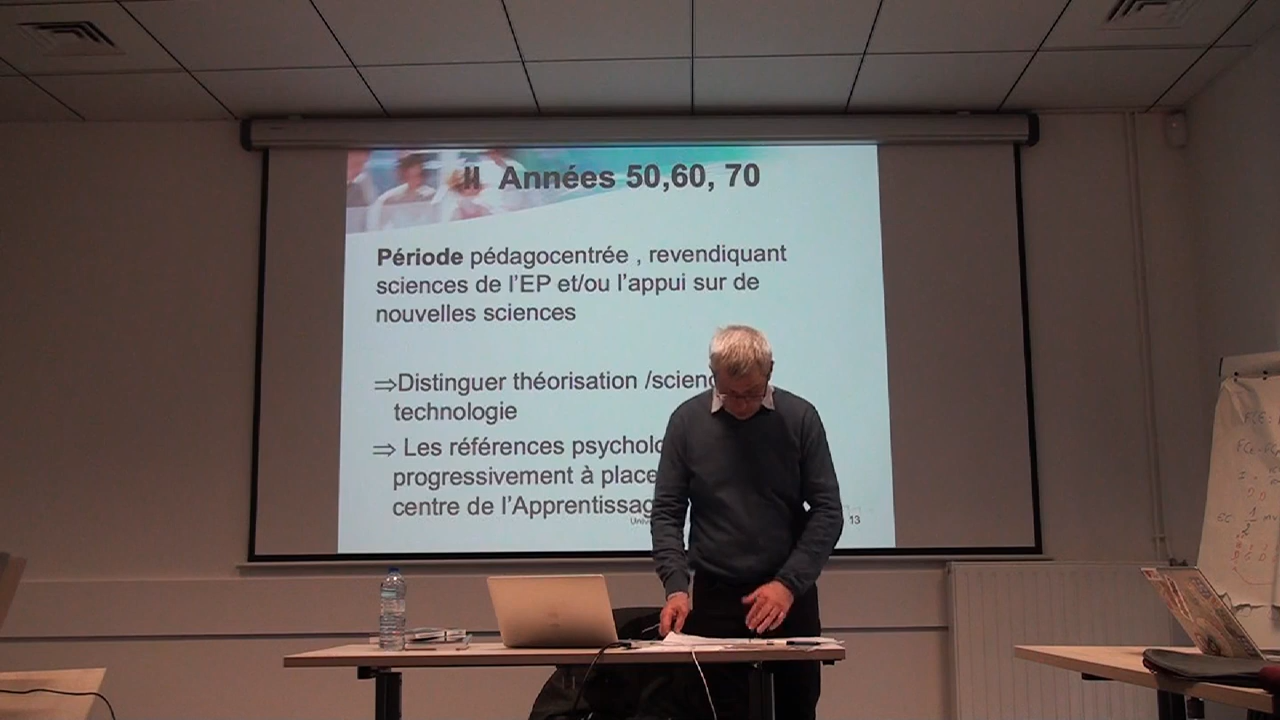 II Années 50,60, 70
Période pédagocentrée , revendiquant
sciences de l'EP et/ou l'appui sur de
nouvelles sciences
⇒Distinguer théorisation /scienc
technologie
⇒ Les références psycholo
progressivement à place
centre de l'Apprentissag
Unive
13